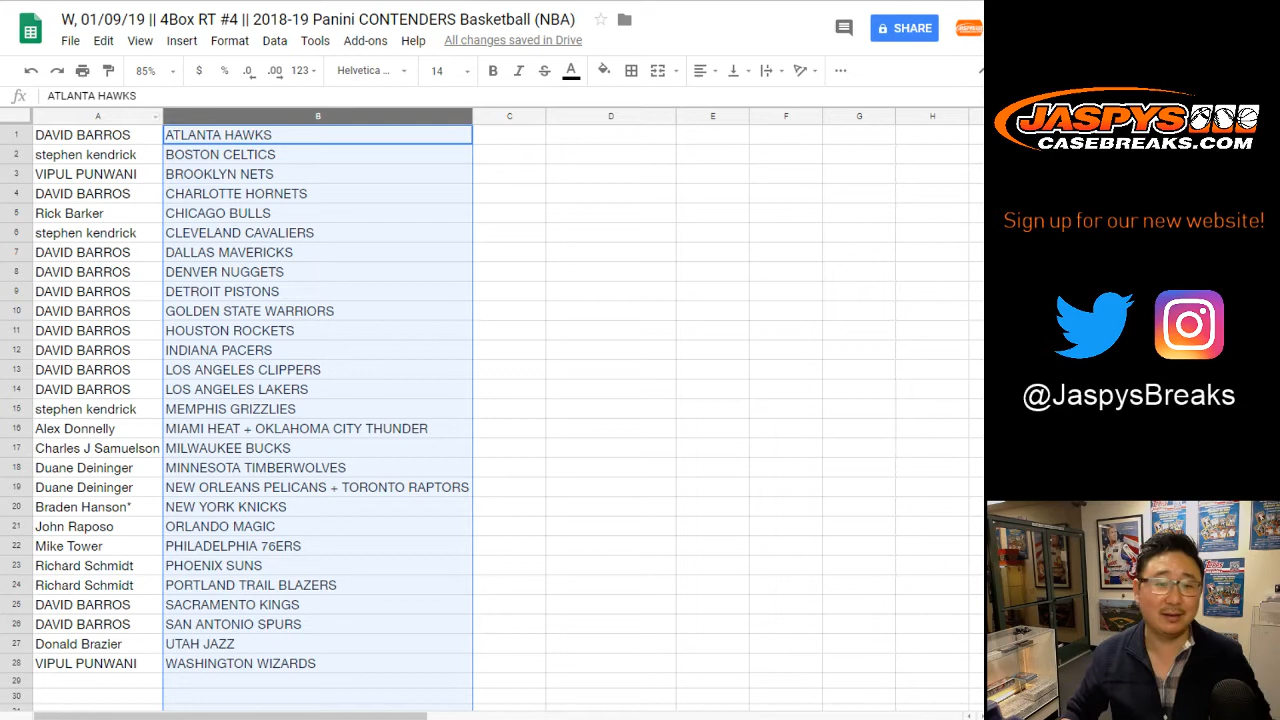 W, 01/09/19 || 4Box RT #4 || 2018-19 Panini CONTENDERS Basketball (NBA)
File Edit View Insert Format Tools Add-ons Help All changes saved in Drive
SHARE
85% $ % .0 .00 123 Helvetica ... 14 B I S A
fx ATLANTA HAWKS
A B C D E F G H
1 DAVID BARROS ATLANTA HAWKS
2 stephen kendrick BOSTON CELTICS
3 VIPUL PUNWANI BROOKLYN NETS
4 DAVID BARROS CHARLOTTE HORNETS
5 Rick Barker CHICAGO BULLS
6 stephen kendrick CLEVELAND CAVALIERS
7 DAVID BARROS DALLAS MAVERICKS
8 DAVID BARROS DENVER NUGGETS
9 DAVID BARROS DETROIT PISTONS
10 DAVID BARROS GOLDEN STATE WARRIORS
11 DAVID BARROS HOUSTON ROCKETS
12 DAVID BARROS INDIANA PACERS
13 DAVID BARROS LOS ANGELES CLIPPERS
14 DAVID BARROS LOS ANGELES LAKERS
15 stephen kendrick MEMPHIS GRIZZLIES
16 Alex Donnelly MIAMI HEAT + OKLAHOMA CITY THUNDER
17 Charles J Samuelson MILWAUKEE BUCKS
18 Duane Deininger MINNESOTA TIMBERWOLVES
19 Duane Deininger NEW ORLEANS PELICANS + TORONTO RAPTORS
20 Braden Hanson* NEW YORK KNICKS
21 John Raposo ORLANDO MAGIC
22 Mike Tower PHILADELPHIA 76ERS
23 Richard Schmidt PHOENIX SUNS
24 Richard Schmidt PORTLAND TRAIL BLAZERS
25 DAVID BARROS SACRAMENTO KINGS
26 DAVID BARROS SAN ANTONIO SPURS
27 Donald Brazier UTAH JAZZ
28 VIPUL PUNWANI WASHINGTON WIZARDS
29
30
JASPYS
CASEBREAKS.COM
Sign up for our new website!
@JaspysBreaks